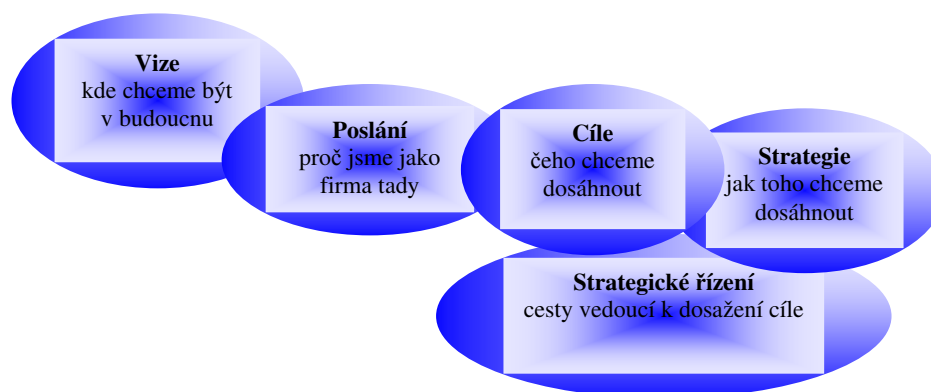 Vize
kde chceme být
v budoucnu
Poslání
proč jsme jako
firma tady
Cíle
čeho chceme
dosáhnout
Strategie
jak toho chceme
dosáhnout
Strategické řízení
cesty vedoucí k dosažení cíle